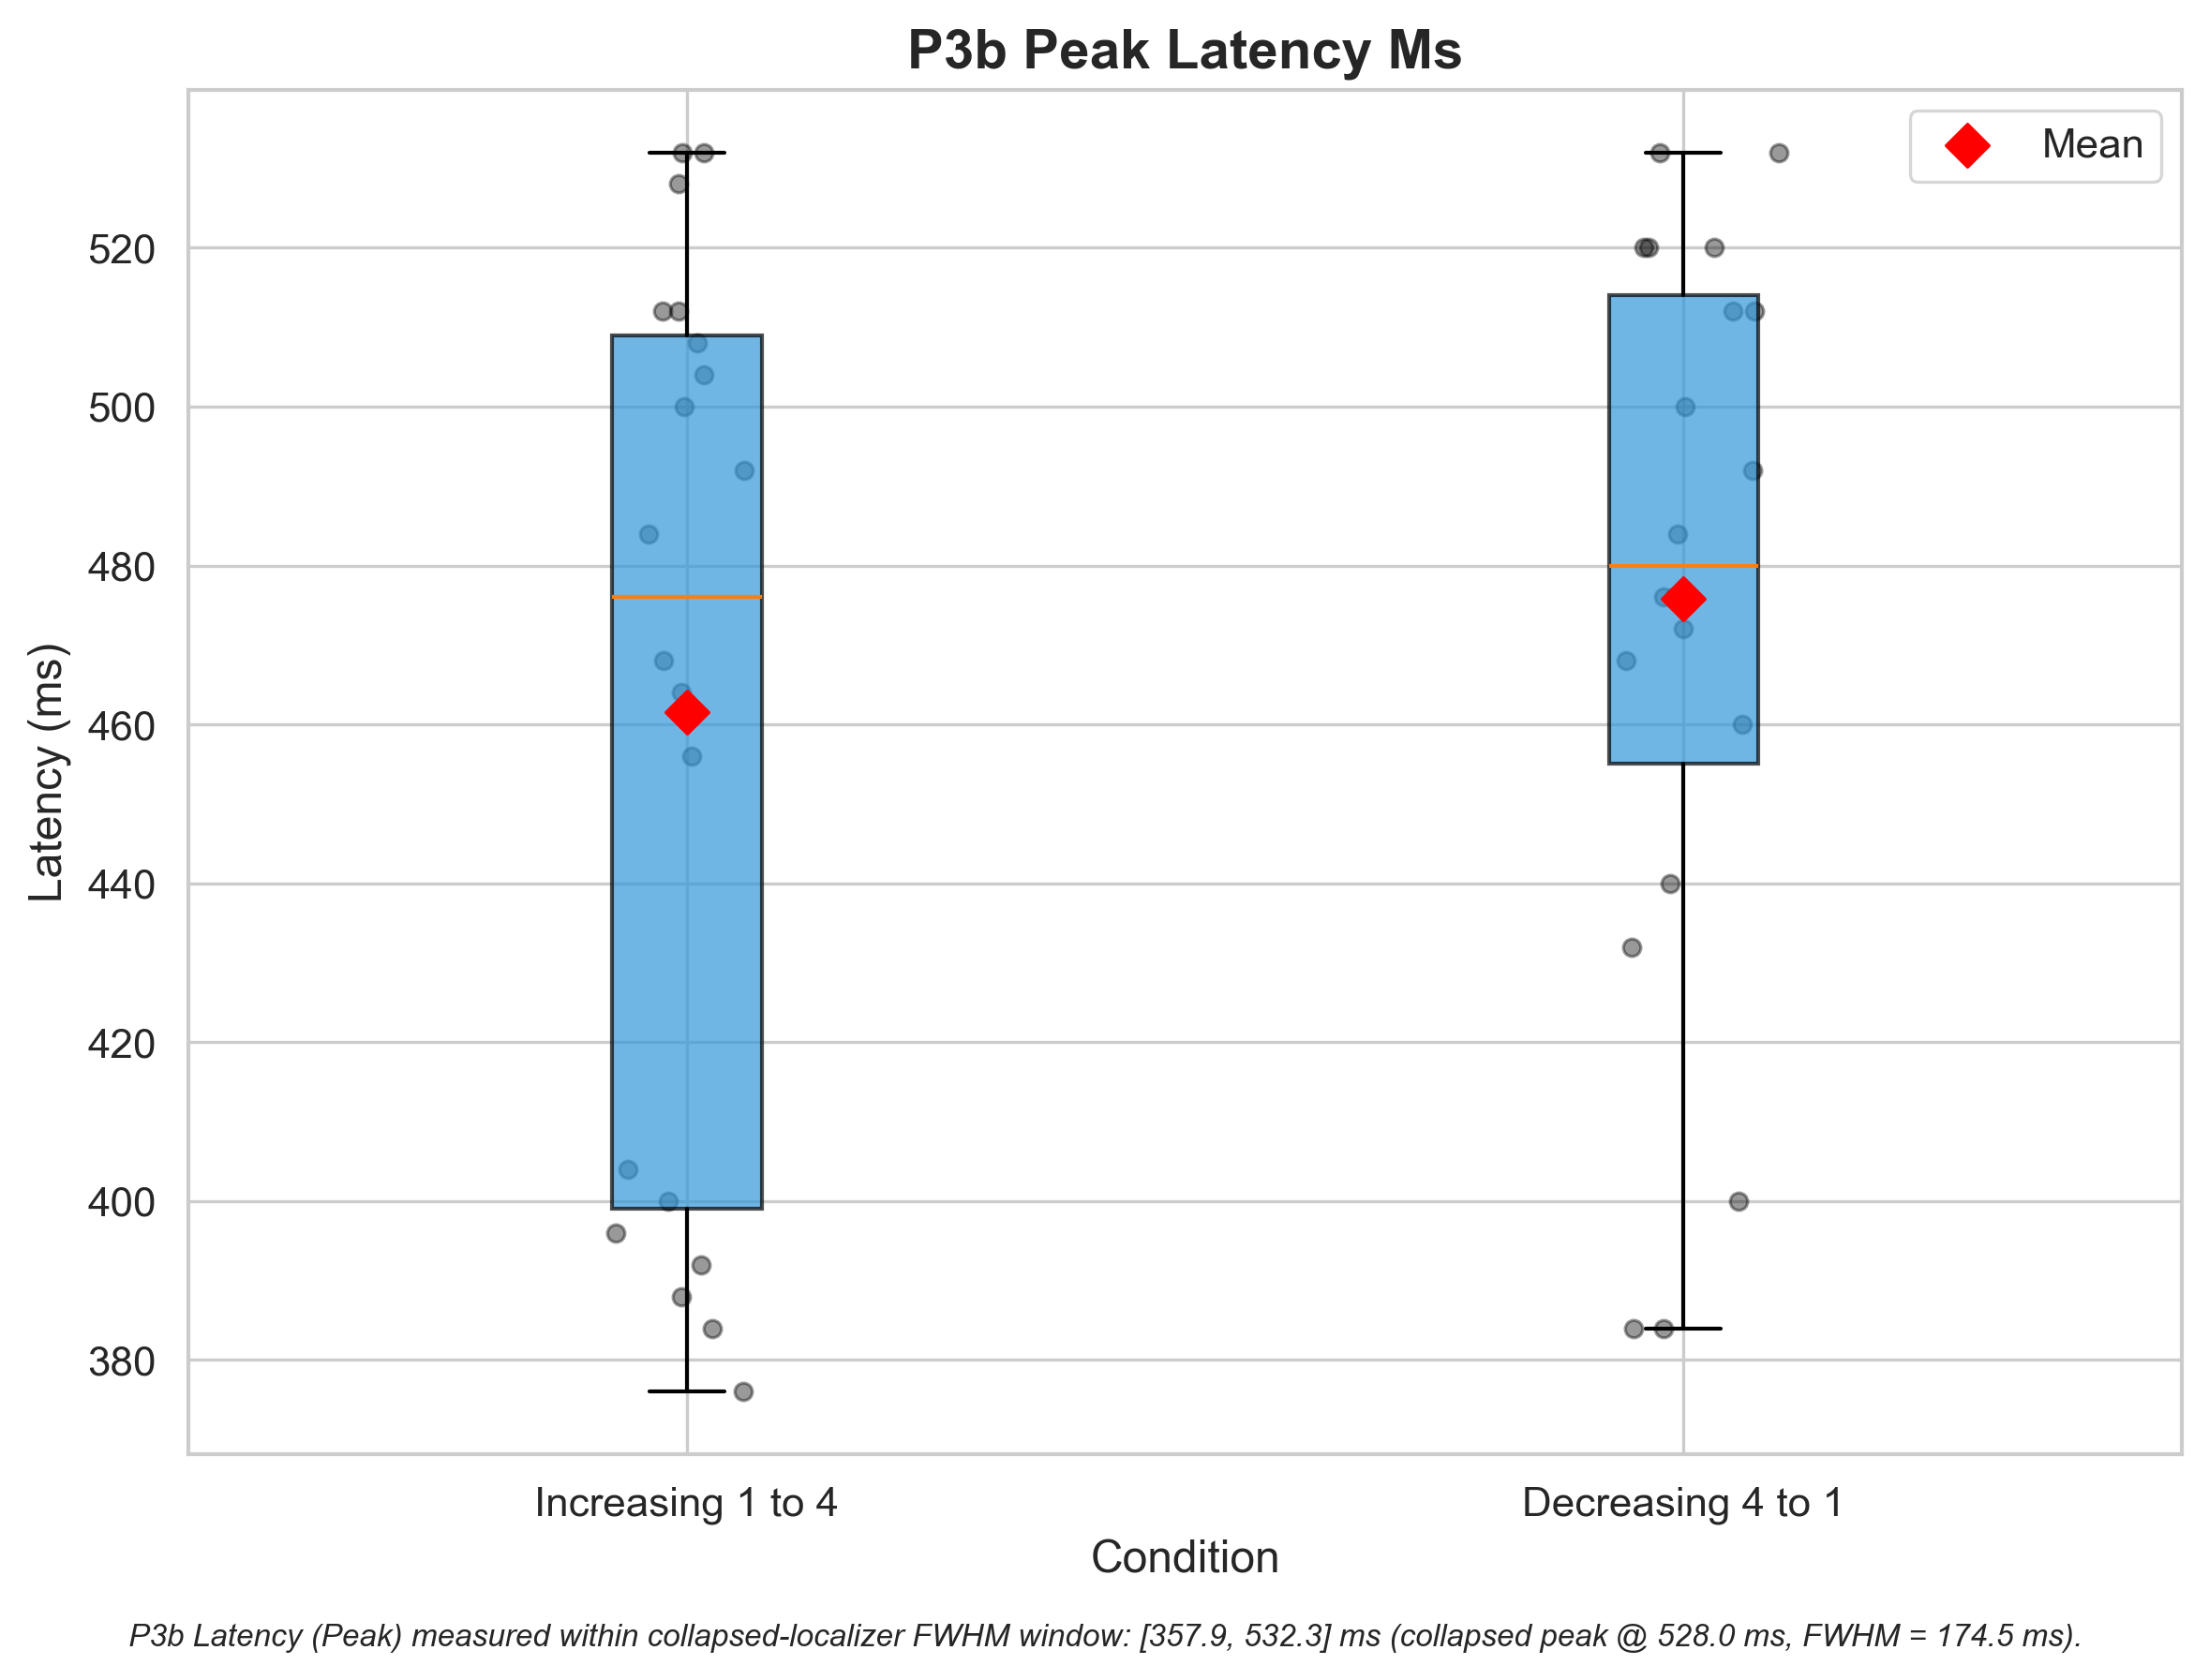 P3b Peak Latency Ms
Mean
520
500
480
460
440
420
400
380
Latency (ms)
Increasing 1 to 4
Decreasing 4 to 1
Condition
P3b Latency (Peak) measured within collapsed-localizer FWHM window: [357.9, 532.3] ms (collapsed peak @ 528.0 ms, FWHM = 174.5 ms).